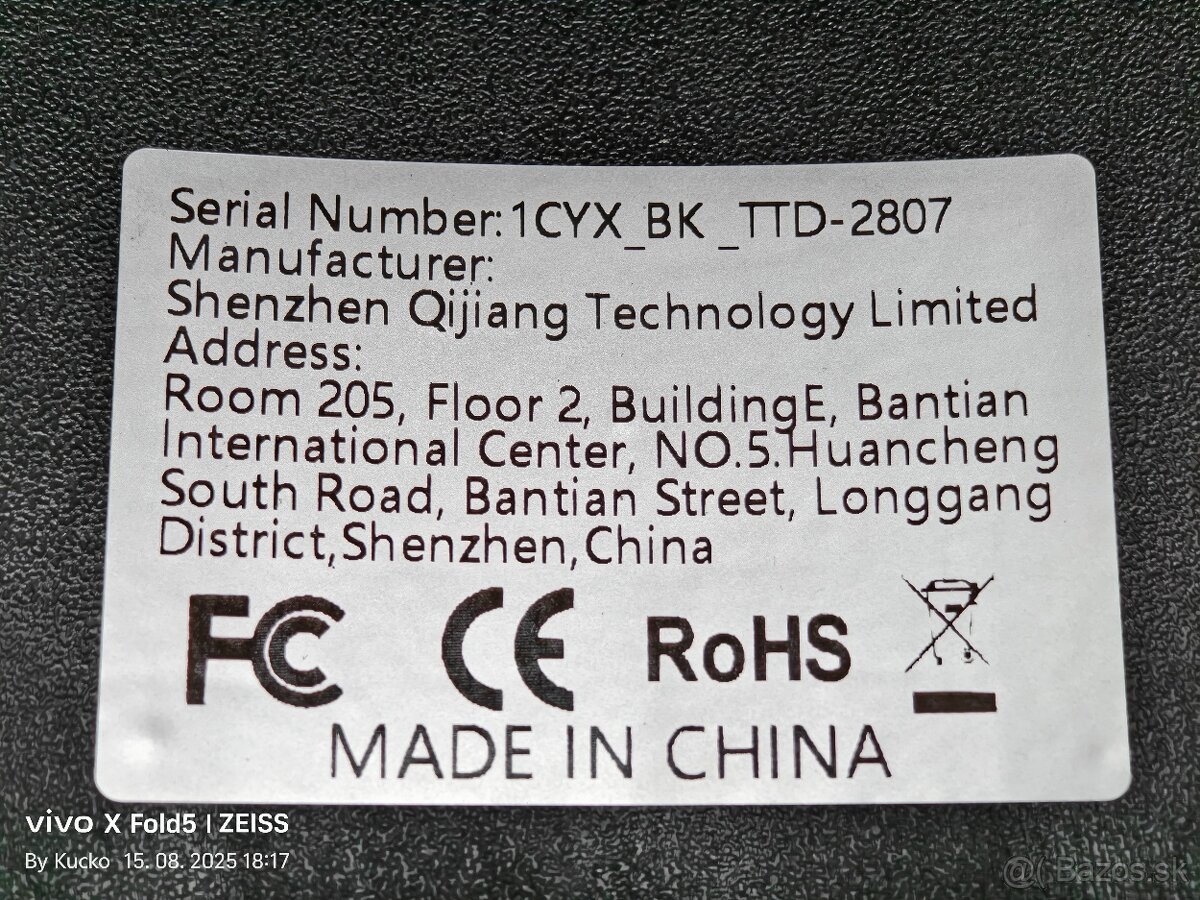 Serial Number:1CYX_BK _TTD-2807
Manufacturer:
Shenzhen Qijiang Technology Limited
Address:
Room 205, Floor 2, BuildingE, Bantian
International Center, NO.5.Huancheng
South Road, Bantian Street, Longgang
District,Shenzhen,China
FC CE RoHS
MADE IN CHINA
vivo X Fold5 | ZEISS
By Kucko 15. 08. 2025 18:17
@( Bazos.sk